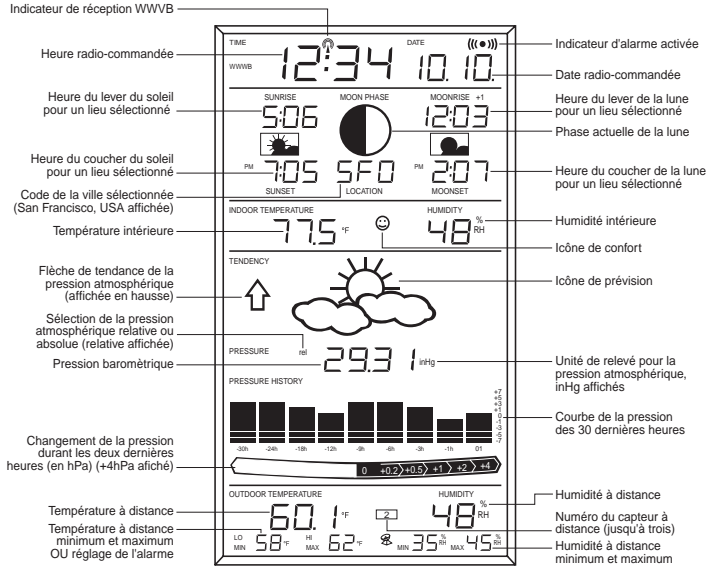 Indicateur de réception WWVB
Heure radio-commandée
Heure du lever du soleil
pour un lieu sélectionné
Heure du coucher du soleil
pour un lieu sélectionné
Code de la ville sélectionnée
(San Francisco, USA affichée)
Température intérieure
Flèche de tendance de la
pression atmosphérique
(affichée en hausse)
Sélection de la pression
atmosphérique relative ou
absolue (relative affichée)
Pression baromètrique
Changement de la pression
durant les deux dernières
heures (en hPa) (+4hPa afiché)
Température à distance
Température à distance
minimum et maximum
OU réglage de l'alarme
TIME
DATE
WWWB
12:34
10.10.
SUNRISE
MOON PHASE
MOONRISE +1
5:06
12:03
PM 7:05
SFO
PM 2:07
SUNSET
LOCATION
MOONSET
INDOOR TEMPERATURE
HUMIDITY
77.5 °F
48 % RH
TENDENCY
PRESSURE
rel
29.31 inHg
PRESSURE HISTORY
+7
+5
+3
+1
0
-1
-3
-5
-7
-30h -24h -18h -12h -9h -6h -3h -1h 01
0 +0.2 +0.5 +1 +2 +4
OUTDOOR TEMPERATURE
HUMIDITY
60.1 °F
2
48 % RH
LO MIN 58 °F
HI MAX 62 °F
MIN 35 % RH
MAX 45 % RH
Indicateur d'alarme activée
Date radio-commandée
Heure du lever de la lune
pour un lieu sélectionné
Phase actuelle de la lune
Heure du coucher de la lune
pour un lieu sélectionné
Humidité intérieure
Icône de confort
Icône de prévision
Unité de relevé pour la
pression atmosphérique,
inHg affichés
Courbe de la pression
des 30 dernières heures
Humidité à distance
Numéro du capteur à
distance (jusqu'à trois)
Humidité à distance
minimum et maximum